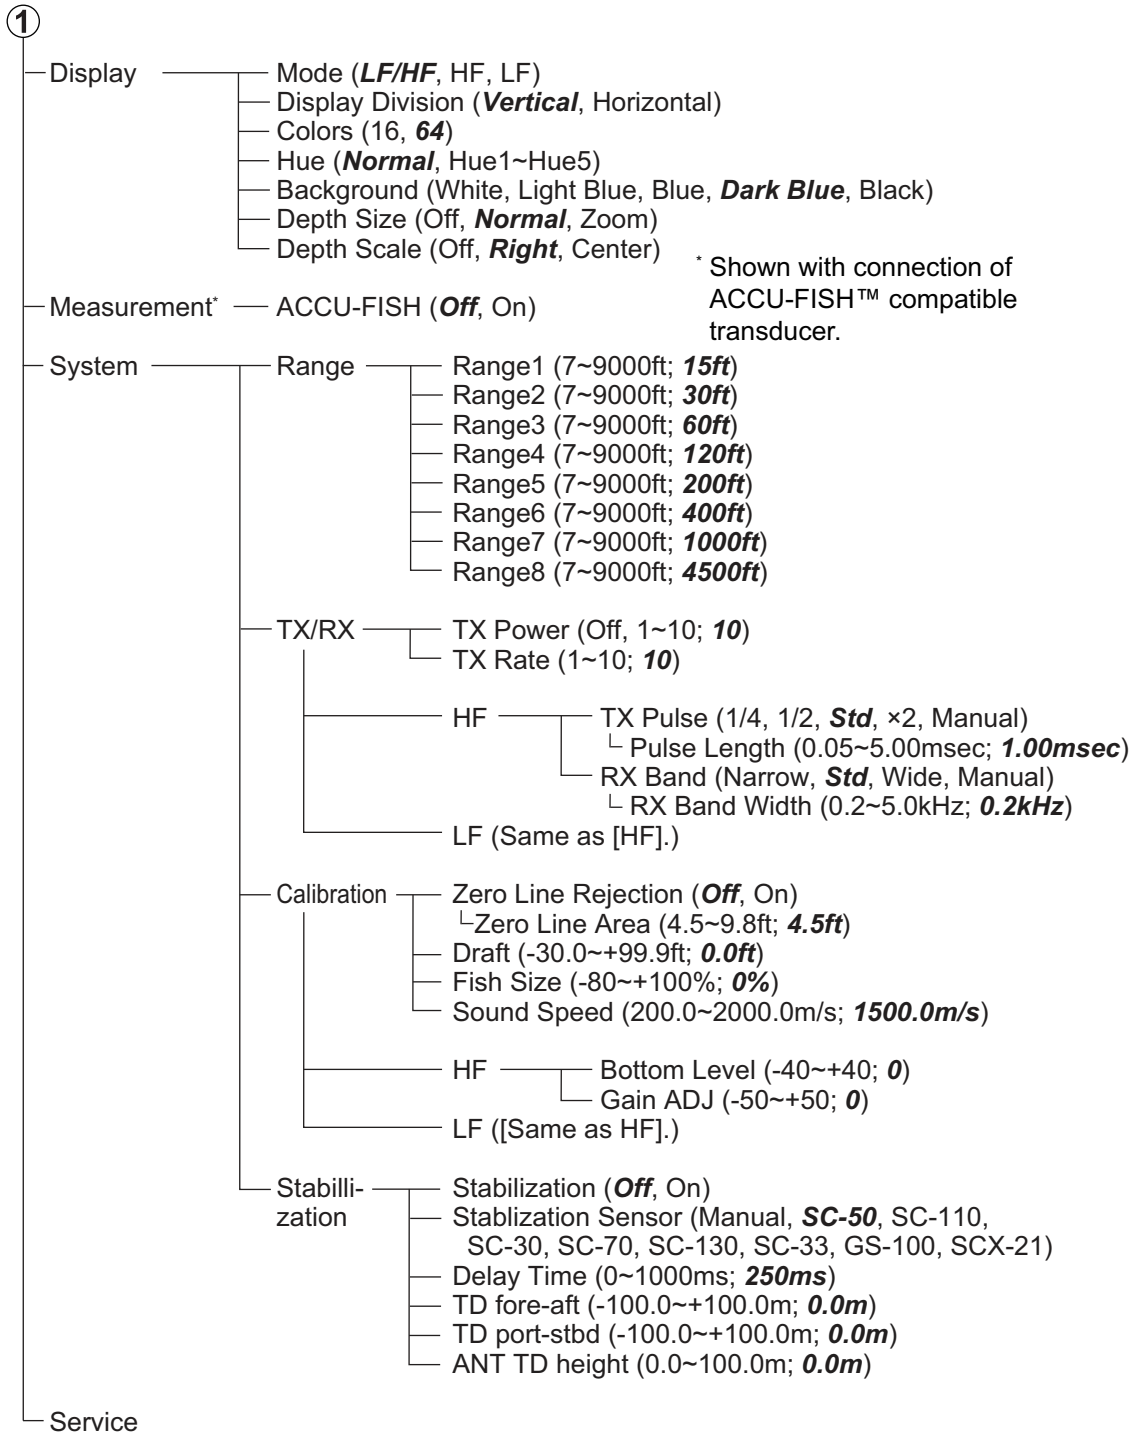 1
Display
Mode (LF/HF, HF, LF)
Display Division (Vertical, Horizontal)
Colors (16, 64)
Hue (Normal, Hue1~Hue5)
Background (White, Light Blue, Blue, Dark Blue, Black)
Depth Size (Off, Normal, Zoom)
Depth Scale (Off, Right, Center)
* Shown with connection of
ACCU-FISH™ compatible
transducer.
Measurement*
ACCU-FISH (Off, On)
System
Range
Range1 (7~9000ft; 15ft)
Range2 (7~9000ft; 30ft)
Range3 (7~9000ft; 60ft)
Range4 (7~9000ft; 120ft)
Range5 (7~9000ft; 200ft)
Range6 (7~9000ft; 400ft)
Range7 (7~9000ft; 1000ft)
Range8 (7~9000ft; 4500ft)
TX/RX
TX Power (Off, 1~10; 10)
TX Rate (1~10; 10)
HF
TX Pulse (1/4, 1/2, Std, ×2, Manual)
Pulse Length (0.05~5.00msec; 1.00msec)
RX Band (Narrow, Std, Wide, Manual)
RX Band Width (0.2~5.0kHz; 0.2kHz)
LF (Same as [HF].)
Calibration
Zero Line Rejection (Off, On)
Zero Line Area (4.5~9.8ft; 4.5ft)
Draft (-30.0~+99.9ft; 0.0ft)
Fish Size (-80~+100%; 0%)
Sound Speed (200.0~2000.0m/s; 1500.0m/s)
HF
Bottom Level (-40~+40; 0)
Gain ADJ (-50~+50; 0)
LF ([Same as HF].)
Stabilli-
zation
Stabilization (Off, On)
Stablization Sensor (Manual, SC-50, SC-110,
SC-30, SC-70, SC-130, SC-33, GS-100, SCX-21)
Delay Time (0~1000ms; 250ms)
TD fore-aft (-100.0~+100.0m; 0.0m)
TD port-stbd (-100.0~+100.0m; 0.0m)
ANT TD height (0.0~100.0m; 0.0m)
Service